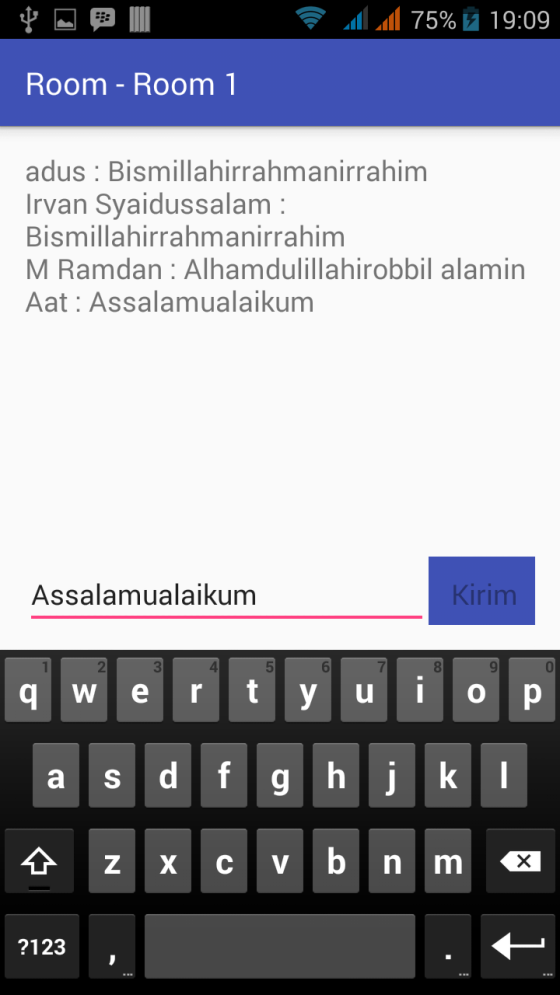 75% 19:09
Room - Room 1
adus : Bismillahirrahmanirrahim
Irvan Syaidussalam :
Bismillahirrahmanirrahim
M Ramdan : Alhamdulillahirobbil alamin
Aat : Assalamualaikum
Assalamualaikum
Kirim
1 2 3 4 5 6 7 8 9 0
q w e r t y u i o p
a s d f g h j k l
z x c v b n m
?123 , ... . ... ...